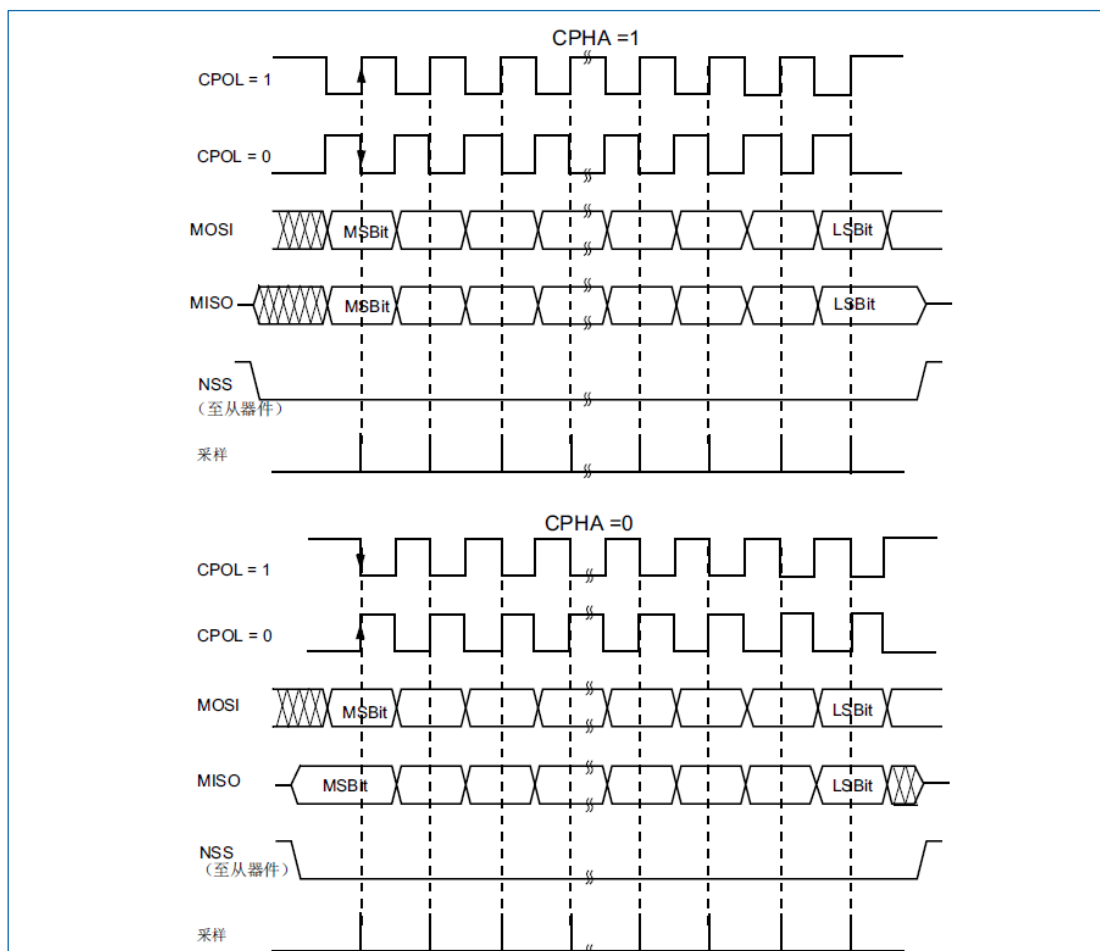 CPHA =1
CPOL = 1
CPOL = 0
MOSI
MSBit
LSBit
MISO
MSBit
LSBit
NSS
（至从器件）
采样
CPHA =0
CPOL = 1
CPOL = 0
MOSI
MSBit
LSBit
MISO
MSBit
LSBit
NSS
（至从器件）
采样